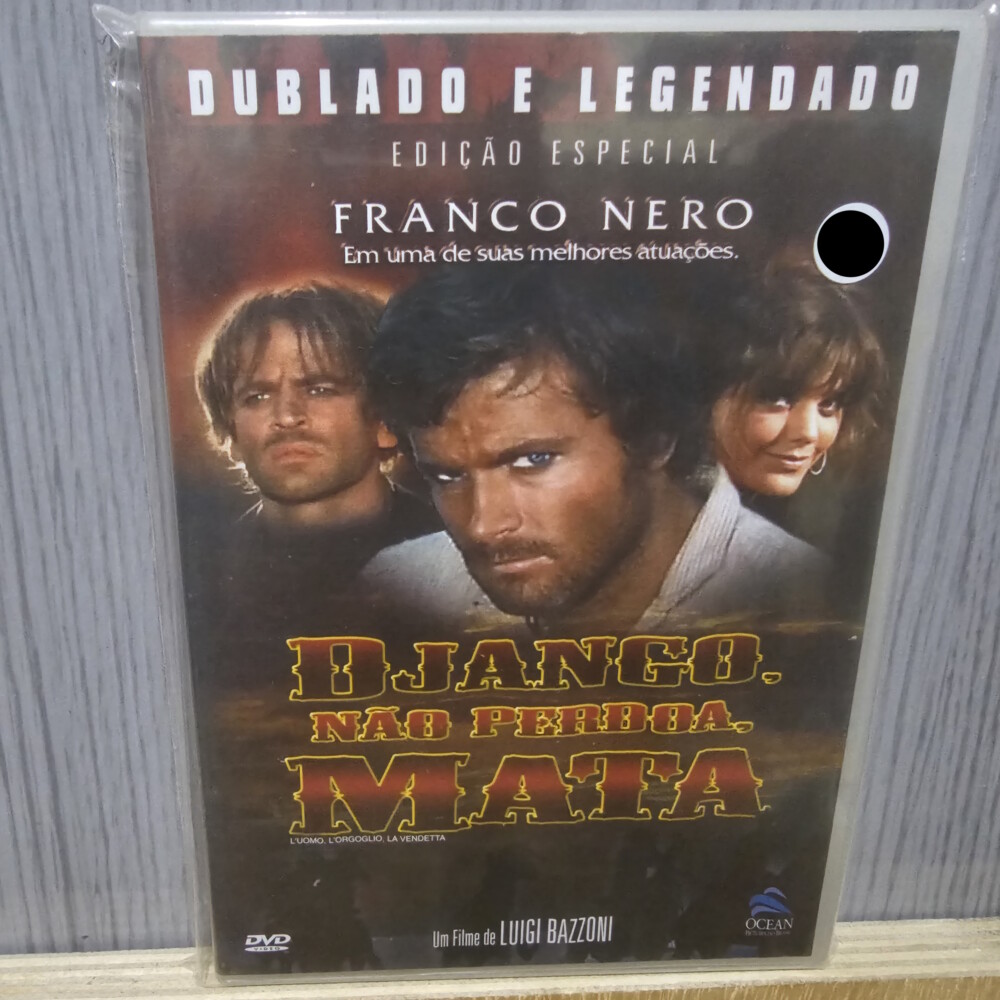 DUBLADO E LEGENDADO
EDIÇÃO ESPECIAL
FRANCO NERO
Em uma de suas melhores atuações.
DJANGO,
NÃO PERDOA,
MATA
L'UOMO, L'ORGOGLIO, LA VENDETTA
Um Filme de LUIGI BAZZONI
DVD
VIDEO
OCEAN